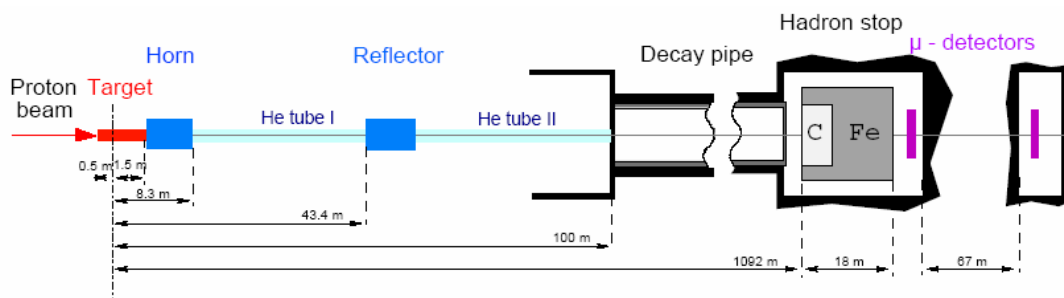 Hadron stop
μ - detectors
Horn
Reflector
Decay pipe
Proton
beam
Target
He tube I
He tube II
C
Fe
0.5 m
1.5 m
8.3 m
43.4 m
100 m
1092 m
18 m
67 m